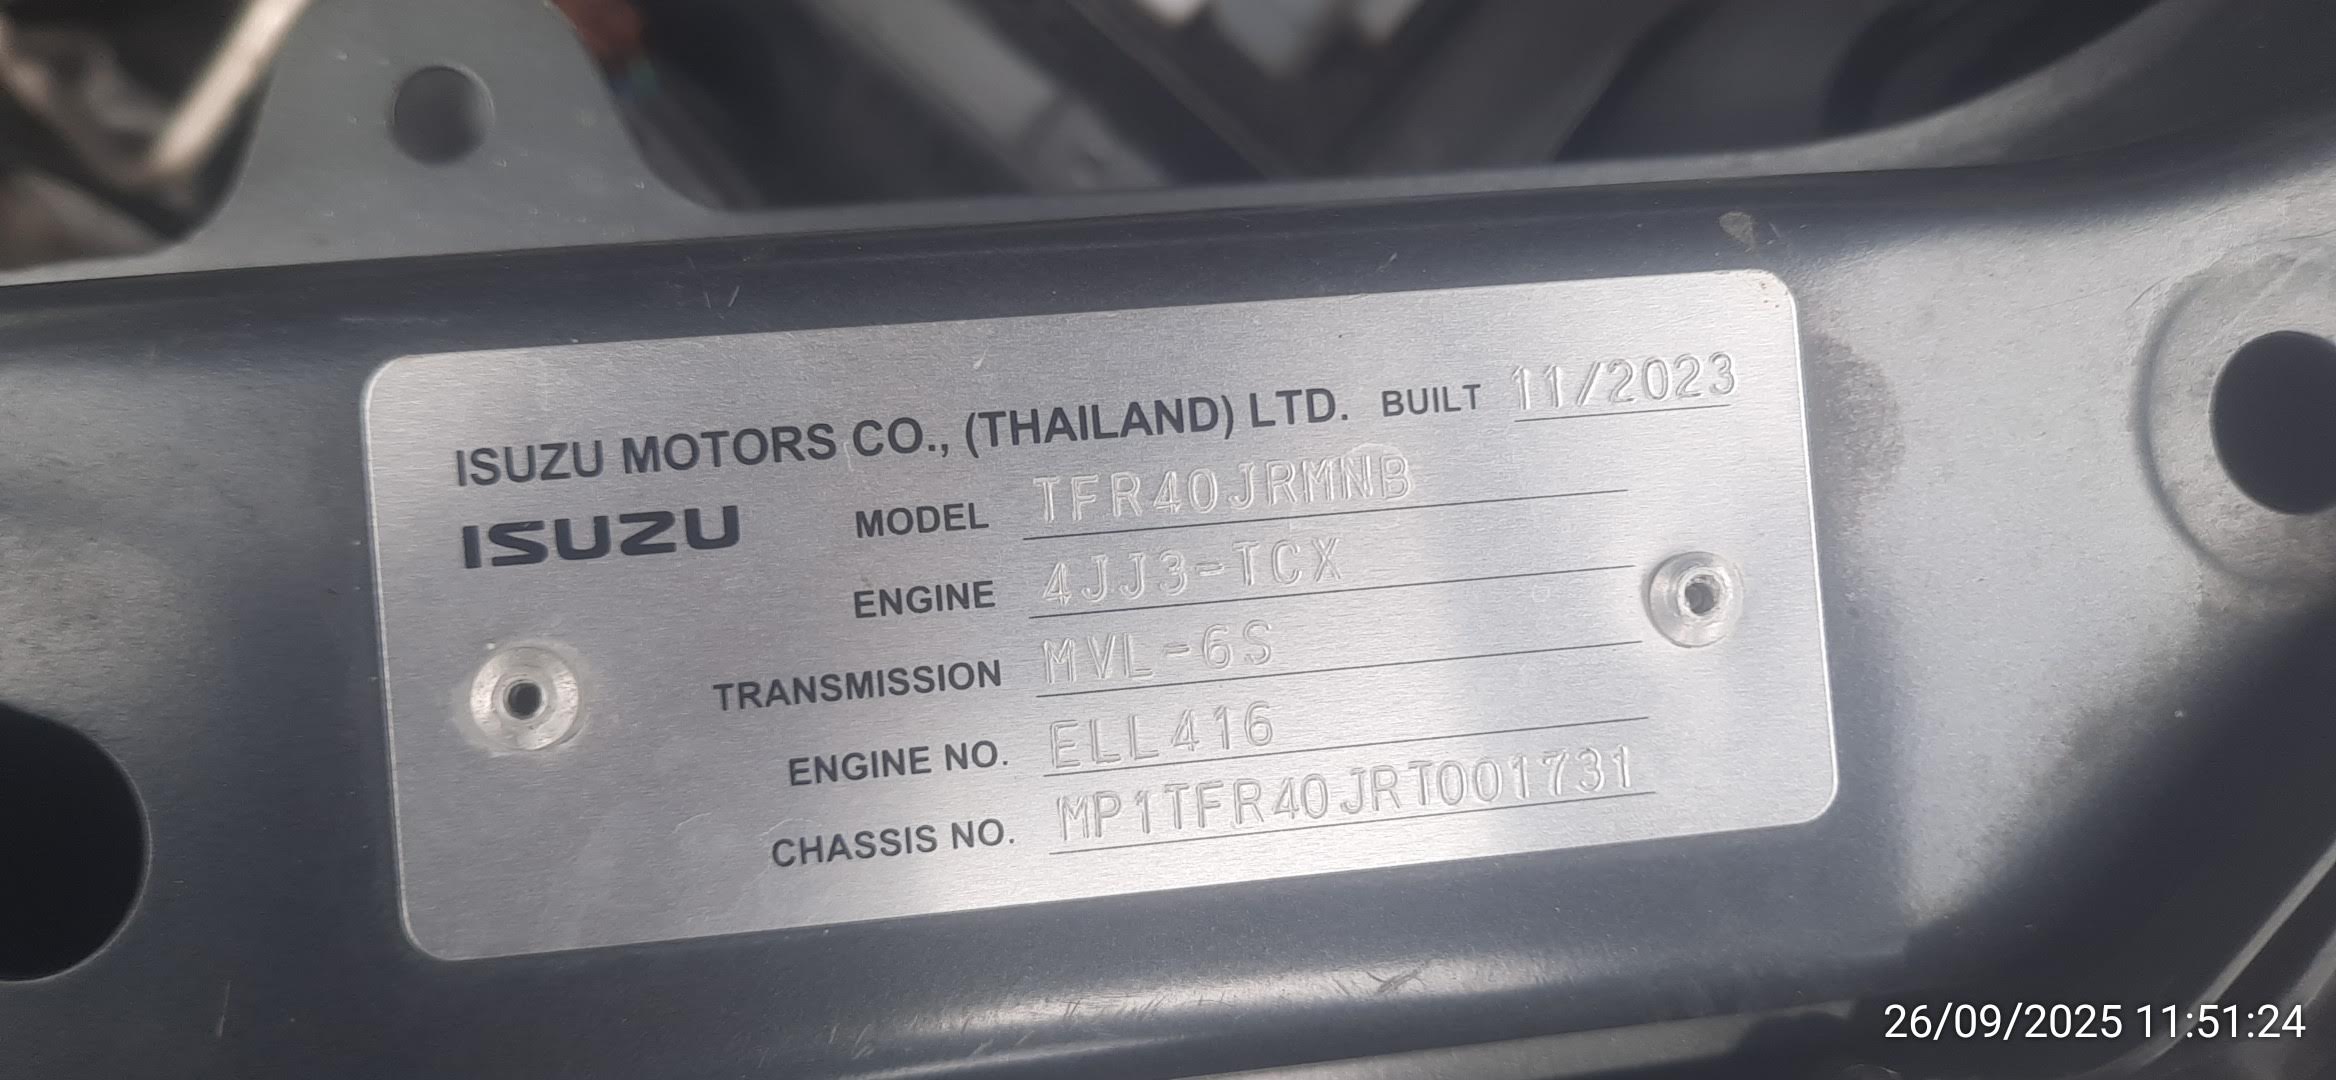 ISUZU MOTORS CO., (THAILAND) LTD. BUILT 11/2023
ISUZU MODEL TFR40JRMNB
ENGINE 4JJ3-TCX
TRANSMISSION MVL-6S
ENGINE NO. ELL416
CHASSIS NO. MP1TFR40JRT001731
26/09/2025 11:51:24